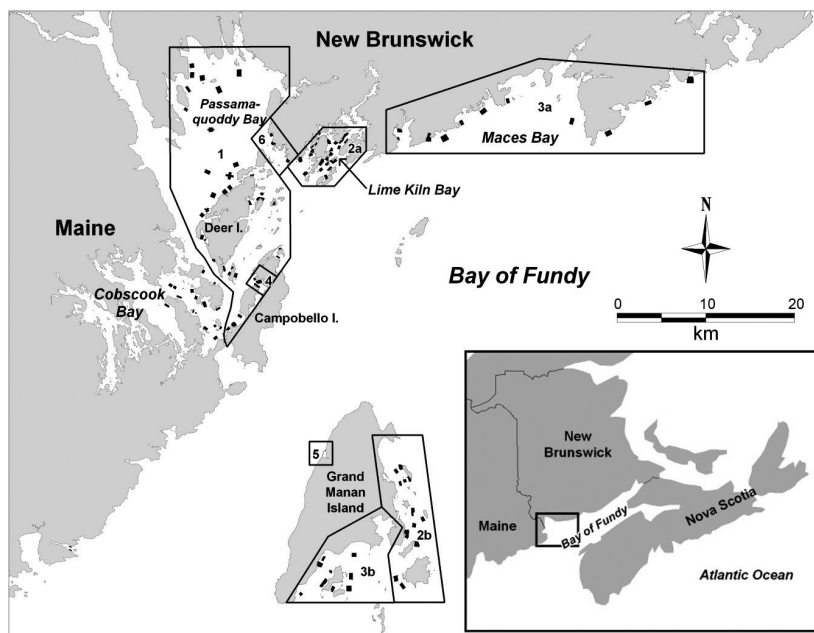 New Brunswick
Passama-
quoddy Bay
1
6
2a
3a
Maces Bay
Lime Kiln Bay
Maine
Deer I.
N
4
Cobscook
Bay
Campobello I.
Bay of Fundy
0 10 20
km
5
Grand
Manan
Island
2b
3b
New
Brunswick
Maine
Bay of Fundy
Nova Scotia
Atlantic Ocean